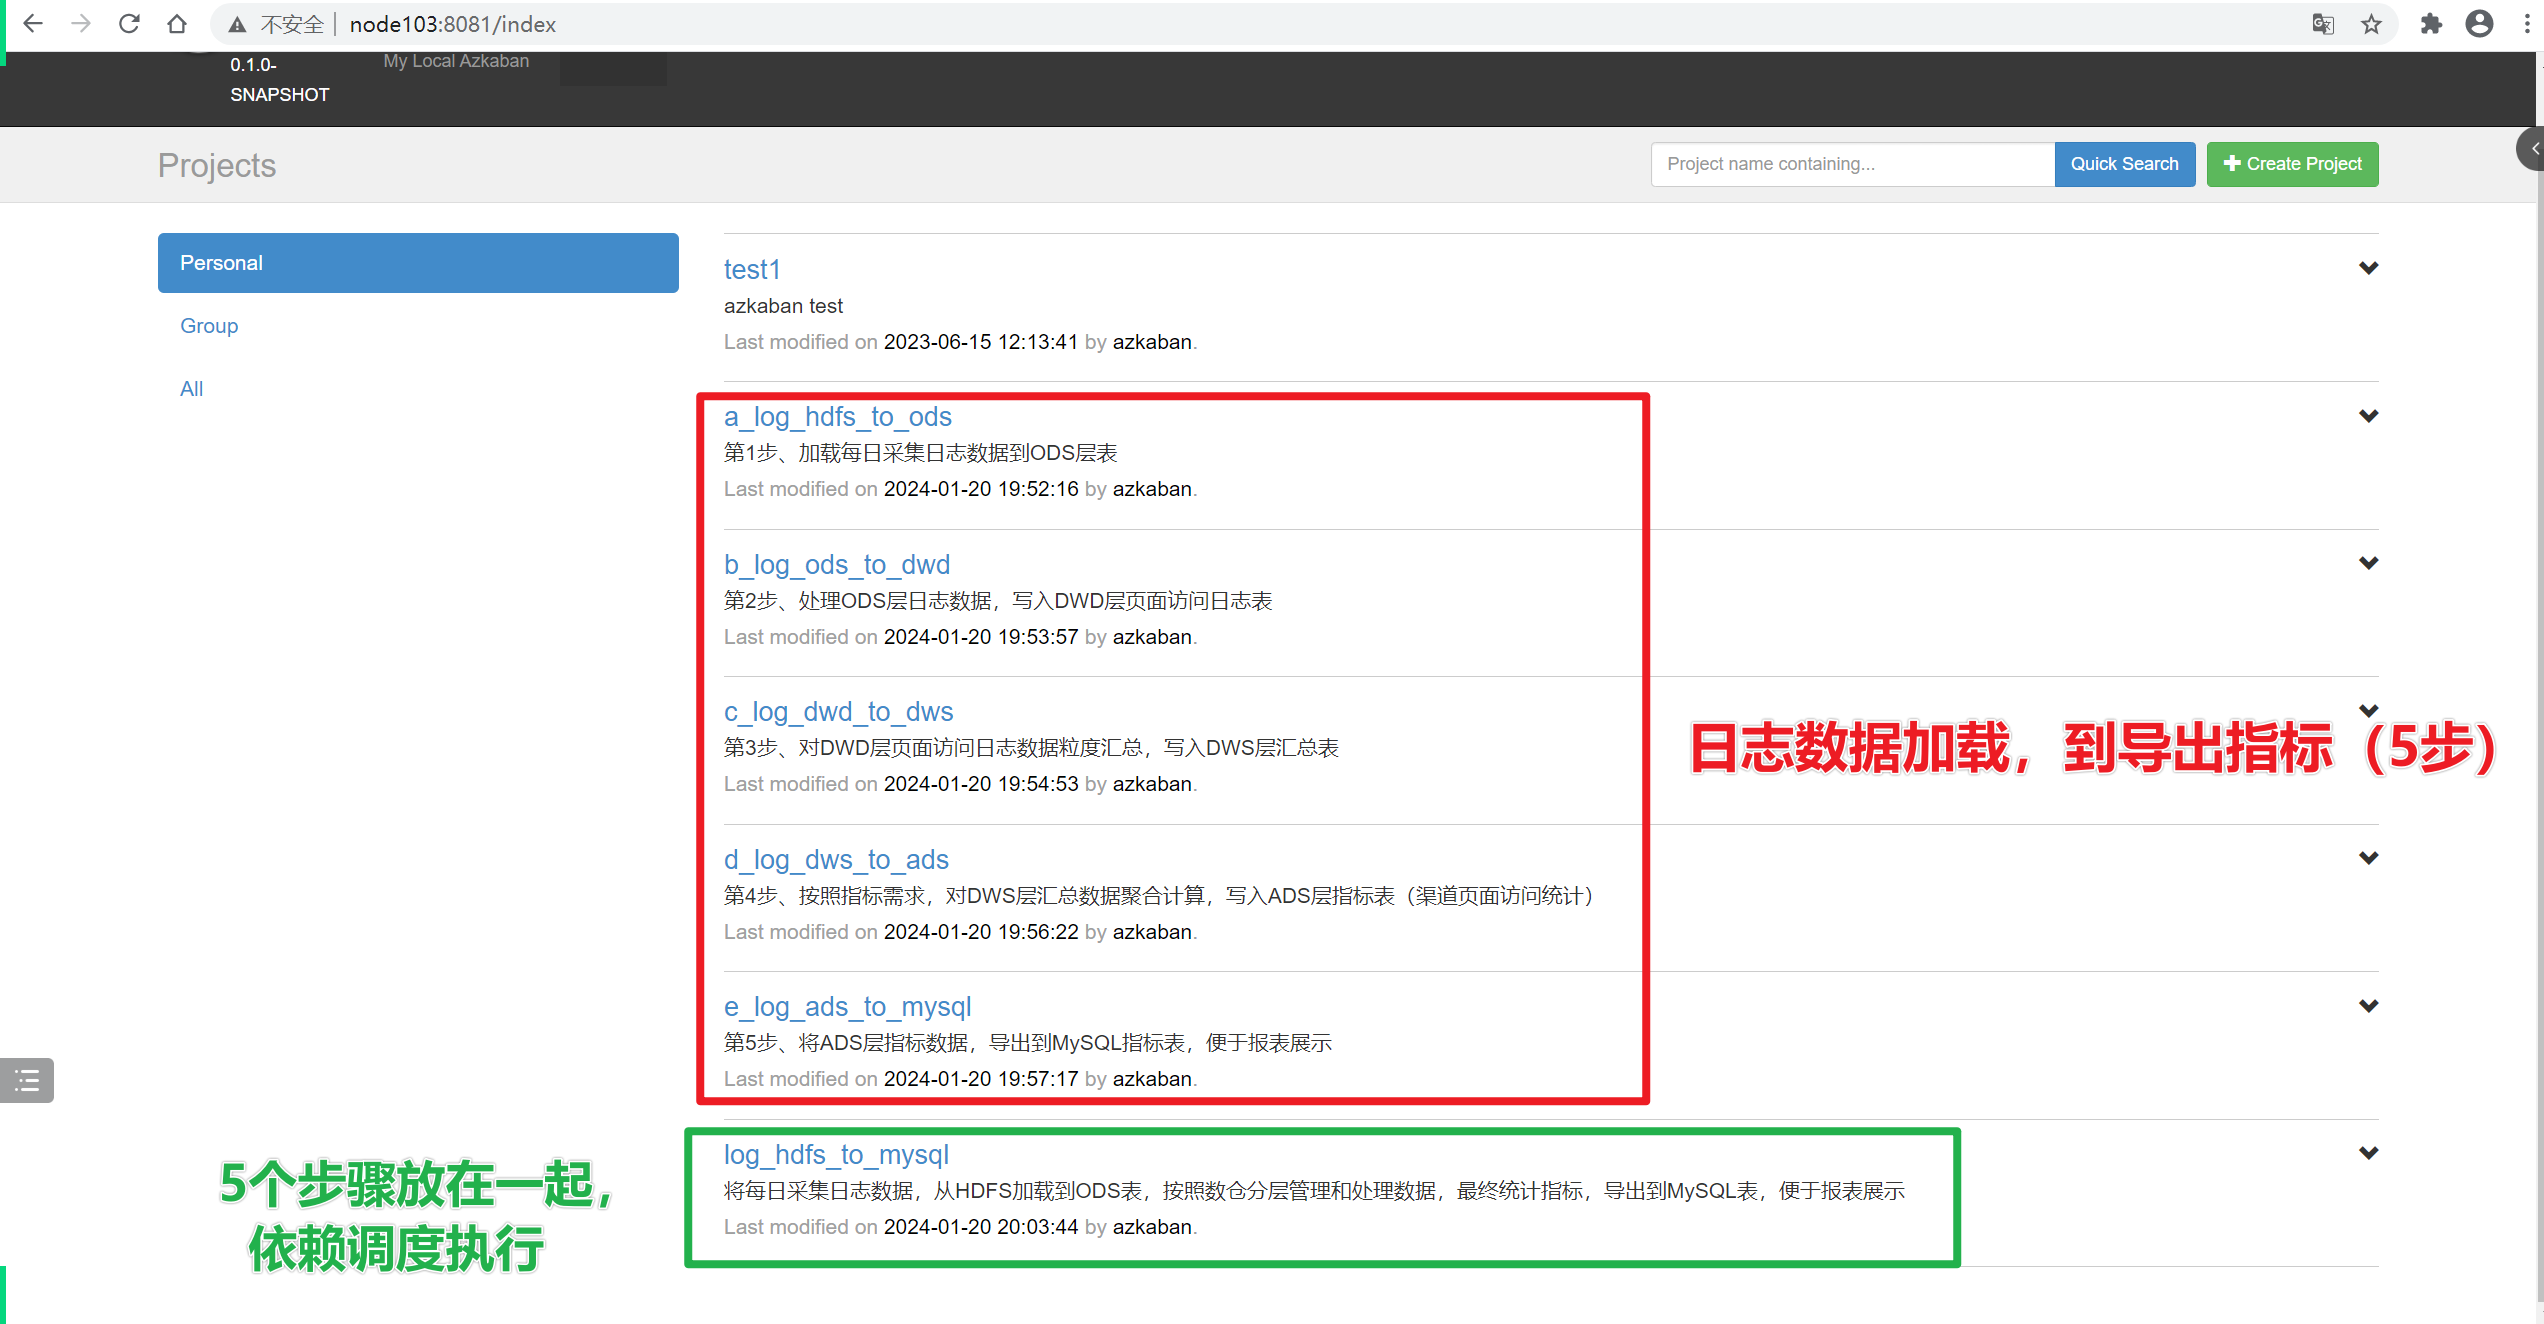 不安全 node103:8081/index
0.1.0-
SNAPSHOT
My Local Azkaban
Projects
Project name containing...
Quick Search
Create Project
Personal
Group
All
test1
azkaban test
Last modified on 2023-06-15 12:13:41 by azkaban.
a_log_hdfs_to_ods
第1步、加载每日采集日志数据到ODS层表
Last modified on 2024-01-20 19:52:16 by azkaban.
b_log_ods_to_dwd
第2步、处理ODS层日志数据，写入DWD层页面访问日志表
Last modified on 2024-01-20 19:53:57 by azkaban.
c_log_dwd_to_dws
第3步、对DWD层页面访问日志数据粒度汇总，写入DWS层汇总表
Last modified on 2024-01-20 19:54:53 by azkaban.
日志数据加载，到导出指标（5步）
d_log_dws_to_ads
第4步、按照指标需求，对DWS层汇总数据聚合计算，写入ADS层指标表（渠道页面访问统计）
Last modified on 2024-01-20 19:56:22 by azkaban.
e_log_ads_to_mysql
第5步、将ADS层指标数据，导出到MySQL指标表，便于报表展示
Last modified on 2024-01-20 19:57:17 by azkaban.
5个步骤放在一起，
依赖调度执行
log_hdfs_to_mysql
将每日采集日志数据，从HDFS加载到ODS表，按照数仓分层管理和处理数据，最终统计指标，导出到MySQL表，便于报表展示
Last modified on 2024-01-20 20:03:44 by azkaban.